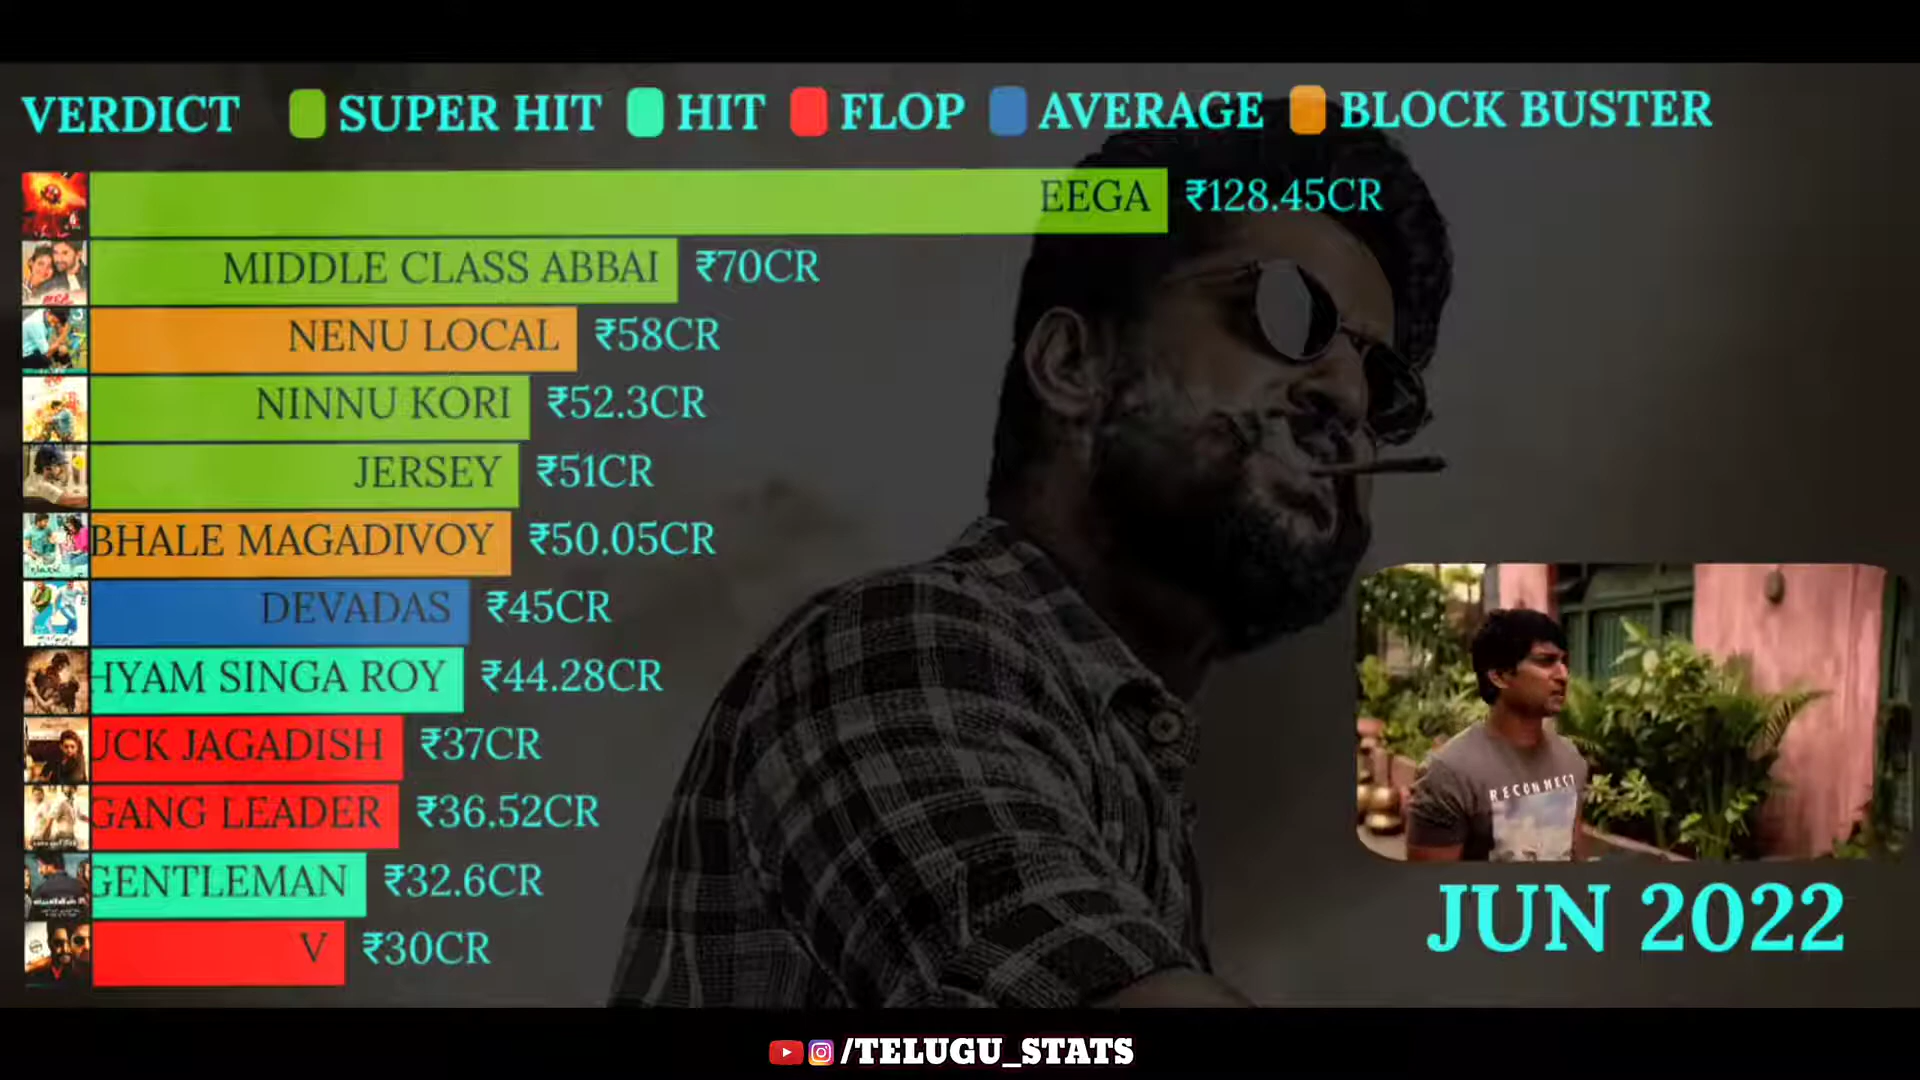 VERDICT SUPER HIT HIT FLOP AVERAGE BLOCK BUSTER
EEGA ₹128.45CR
MIDDLE CLASS ABBAI ₹70CR
NENU LOCAL ₹58CR
NINNU KORI ₹52.3CR
JERSEY ₹51CR
BHALE MAGADIVOY ₹50.05CR
DEVADAS ₹45CR
HYAM SINGA ROY ₹44.28CR
UCK JAGADISH ₹37CR
GANG LEADER ₹36.52CR
GENTLEMAN ₹32.6CR
V ₹30CR
RECONNECT
JUN 2022
/TELUGU_STATS